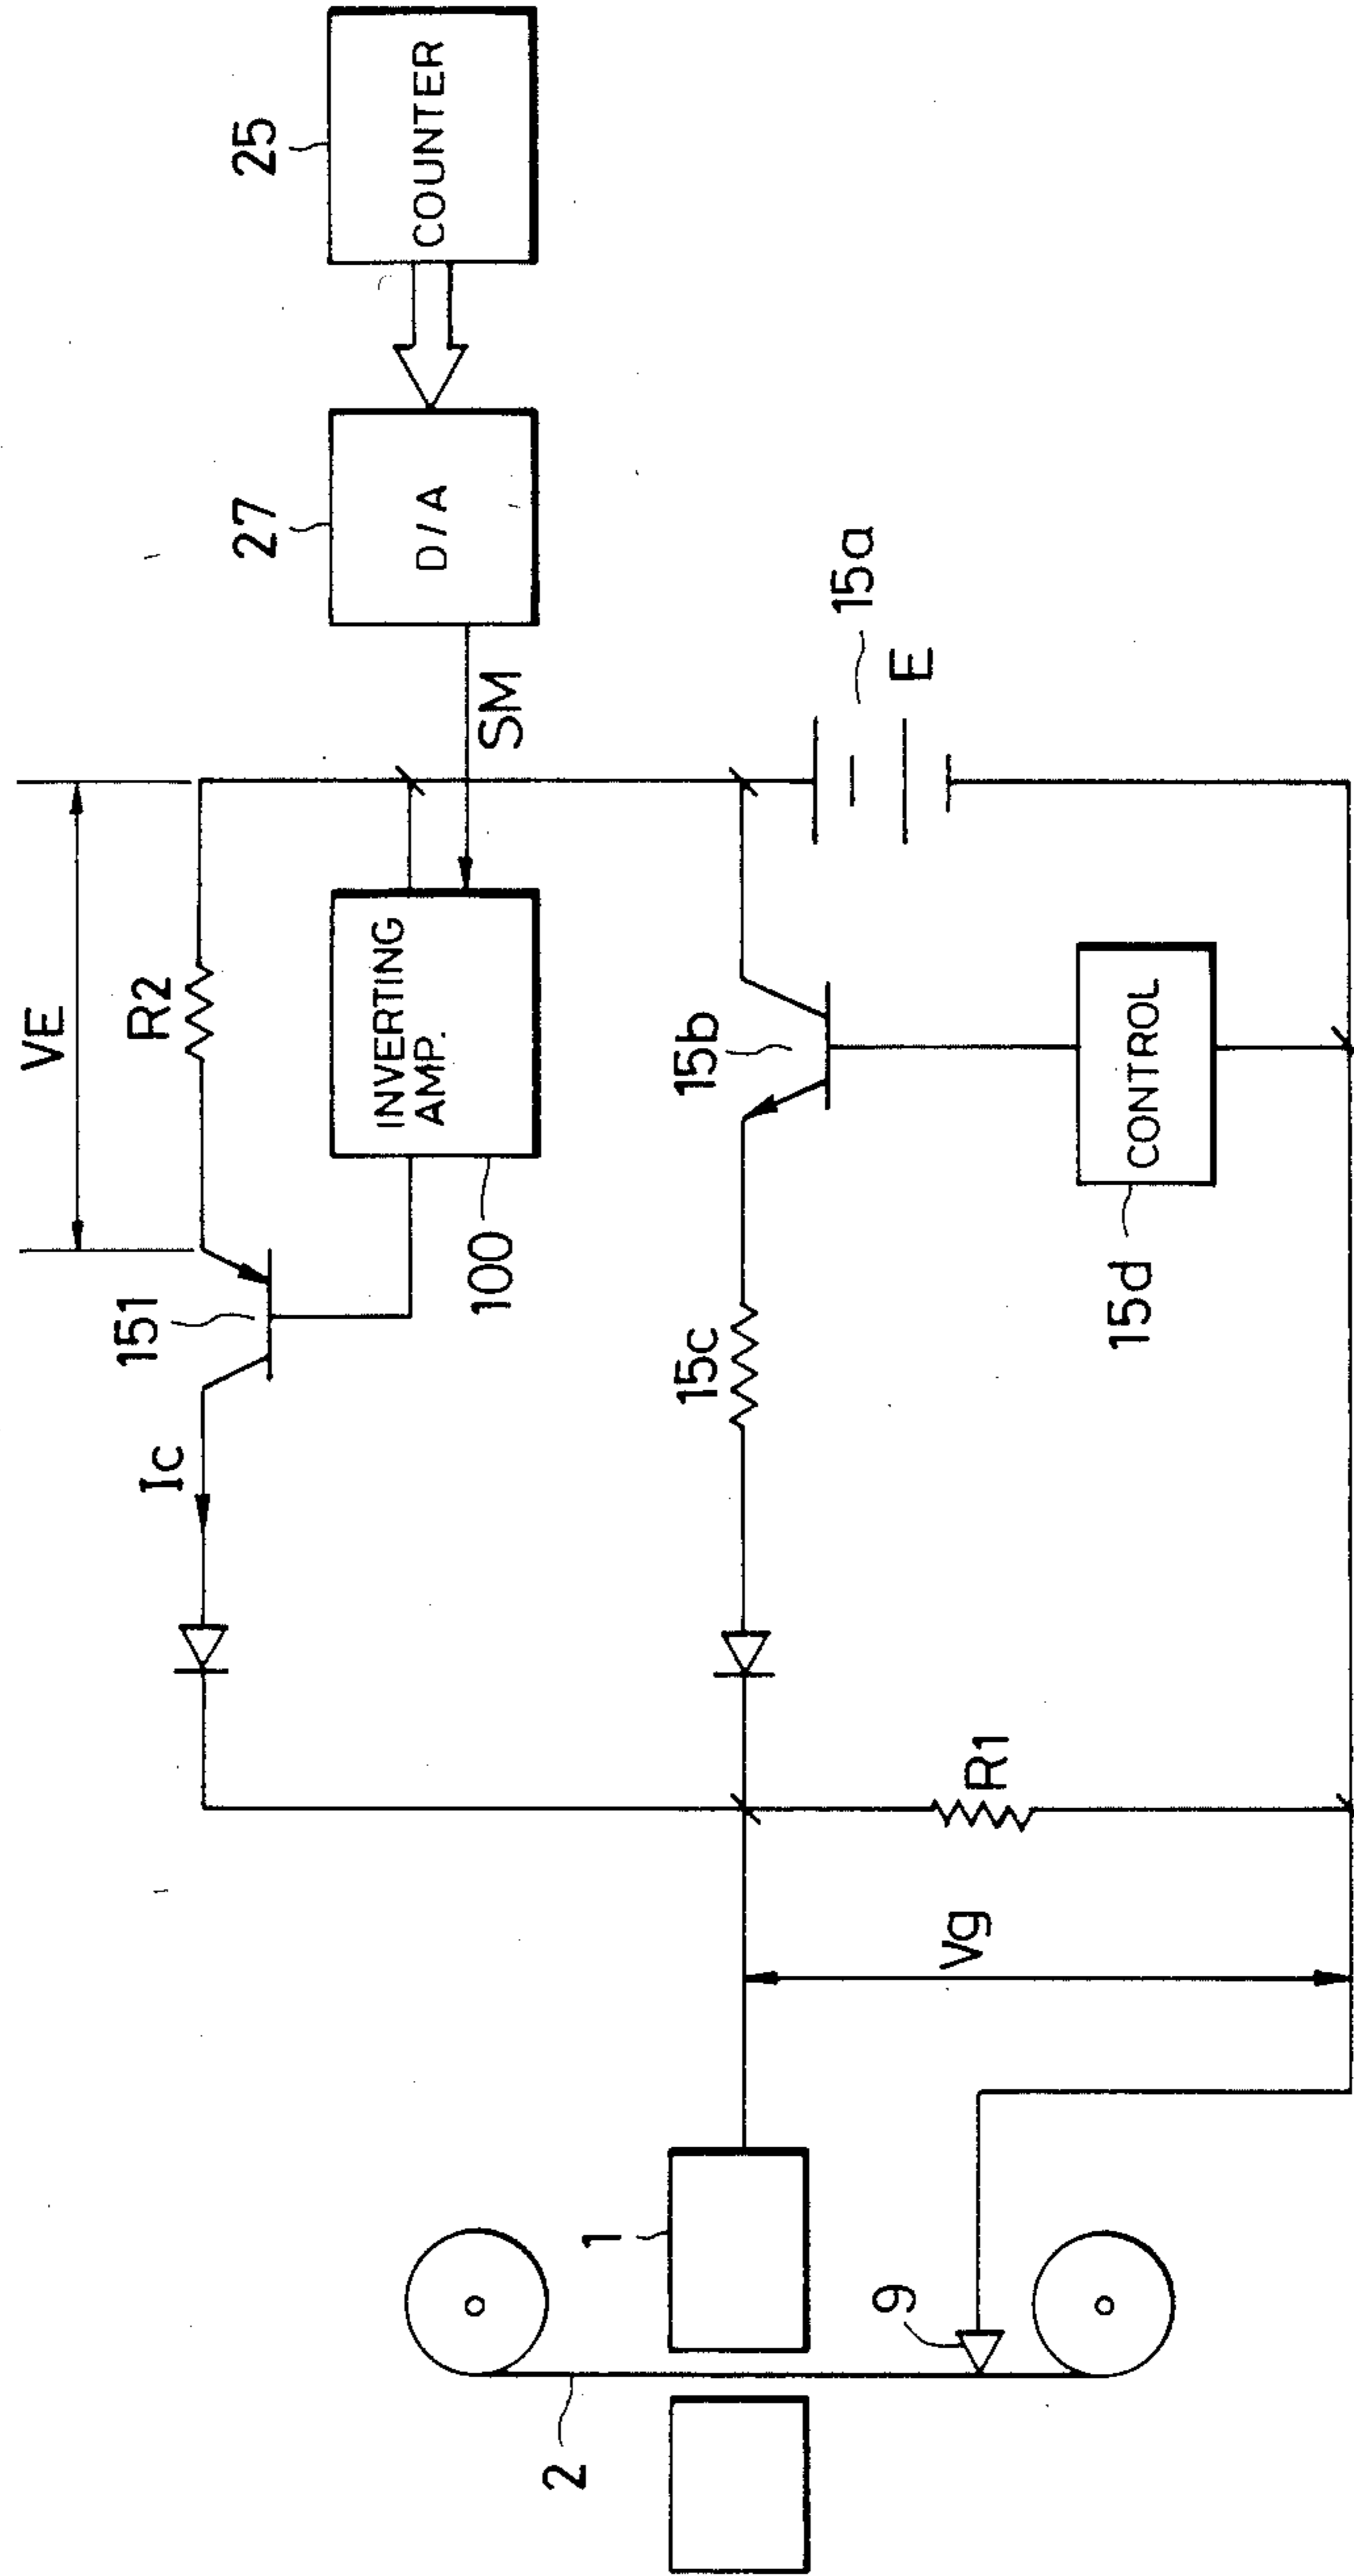 25
COUNTER
27
D/A
SM
VE
R2
INVERTING
AMP.
100
151
Ic
15a
E
15b
15c
CONTROL
15d
R1
Vg
1
9
2